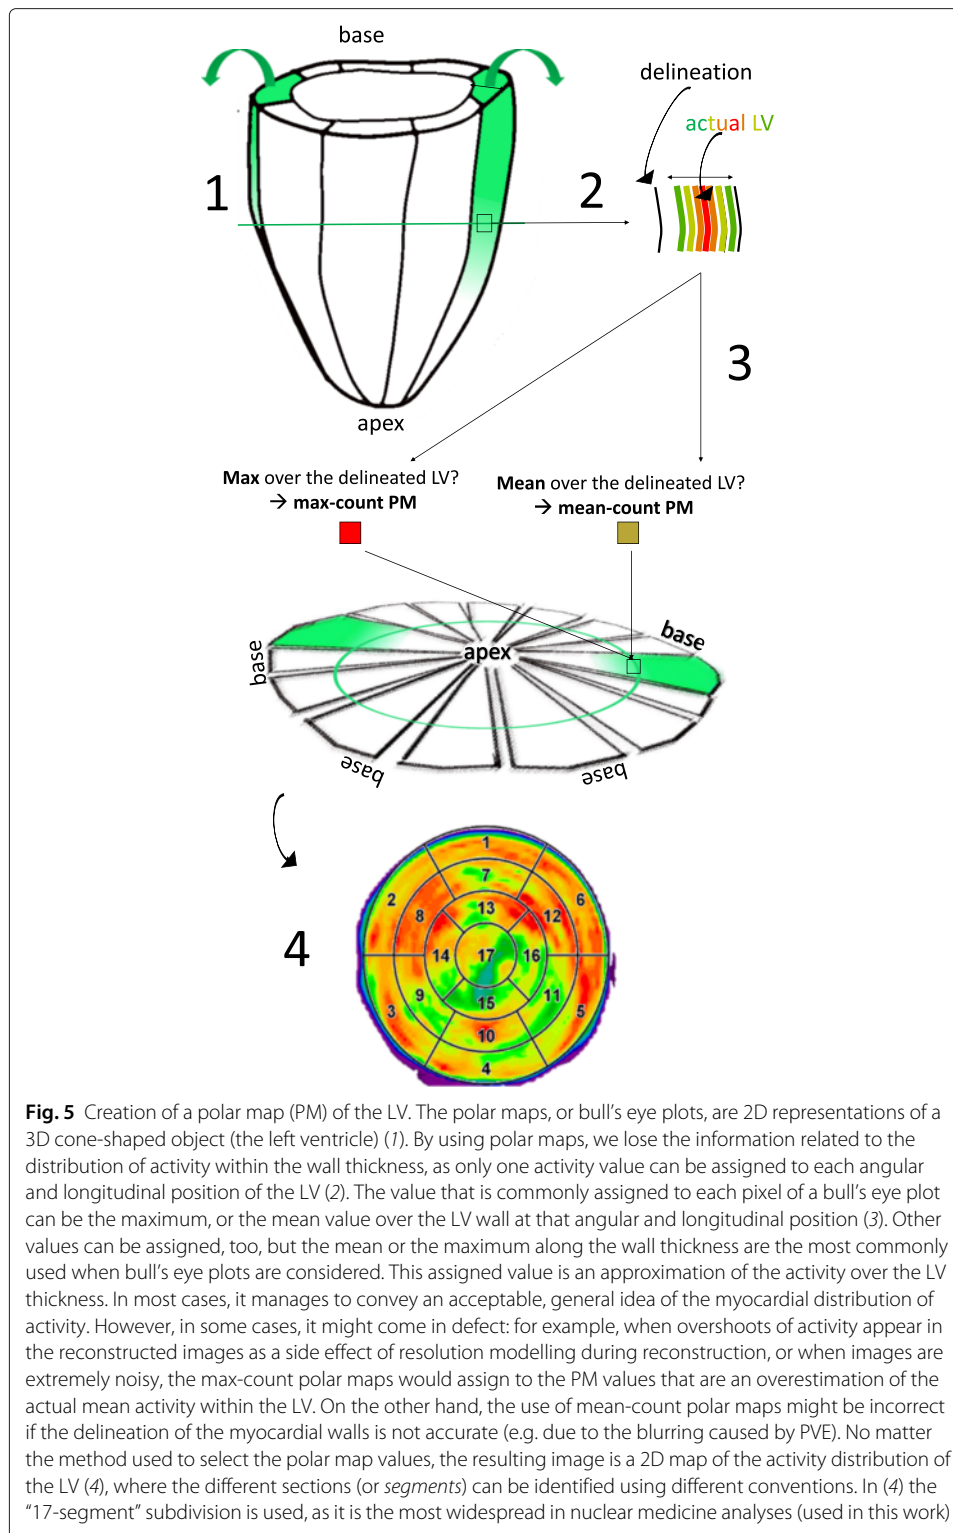 base
delineation
actual LV
1
2
3
apex
Max over the delineated LV?
→ max-count PM
Mean over the delineated LV?
→ mean-count PM
base
base
apex
base
base
4
1
2
7
6
8
13
12
14
17
16
9
15
11
3
10
5
4
Fig. 5 Creation of a polar map (PM) of the LV. The polar maps, or bull's eye plots, are 2D representations of a
3D cone-shaped object (the left ventricle) (1). By using polar maps, we lose the information related to the
distribution of activity within the wall thickness, as only one activity value can be assigned to each angular
and longitudinal position of the LV (2). The value that is commonly assigned to each pixel of a bull's eye plot
can be the maximum, or the mean value over the LV wall at that angular and longitudinal position (3). Other
values can be assigned, too, but the mean or the maximum along the wall thickness are the most commonly
used when bull's eye plots are considered. This assigned value is an approximation of the activity over the LV
thickness. In most cases, it manages to convey an acceptable, general idea of the myocardial distribution of
activity. However, in some cases, it might come in defect: for example, when overshoots of activity appear in
the reconstructed images as a side effect of resolution modelling during reconstruction, or when images are
extremely noisy, the max-count polar maps would assign to the PM values that are an overestimation of the
actual mean activity within the LV. On the other hand, the use of mean-count polar maps might be incorrect
if the delineation of the myocardial walls is not accurate (e.g. due to the blurring caused by PVE). No matter
the method used to select the polar map values, the resulting image is a 2D map of the activity distribution of
the LV (4), where the different sections (or segments) can be identified using different conventions. In (4) the
"17-segment" subdivision is used, as it is the most widespread in nuclear medicine analyses (used in this work)